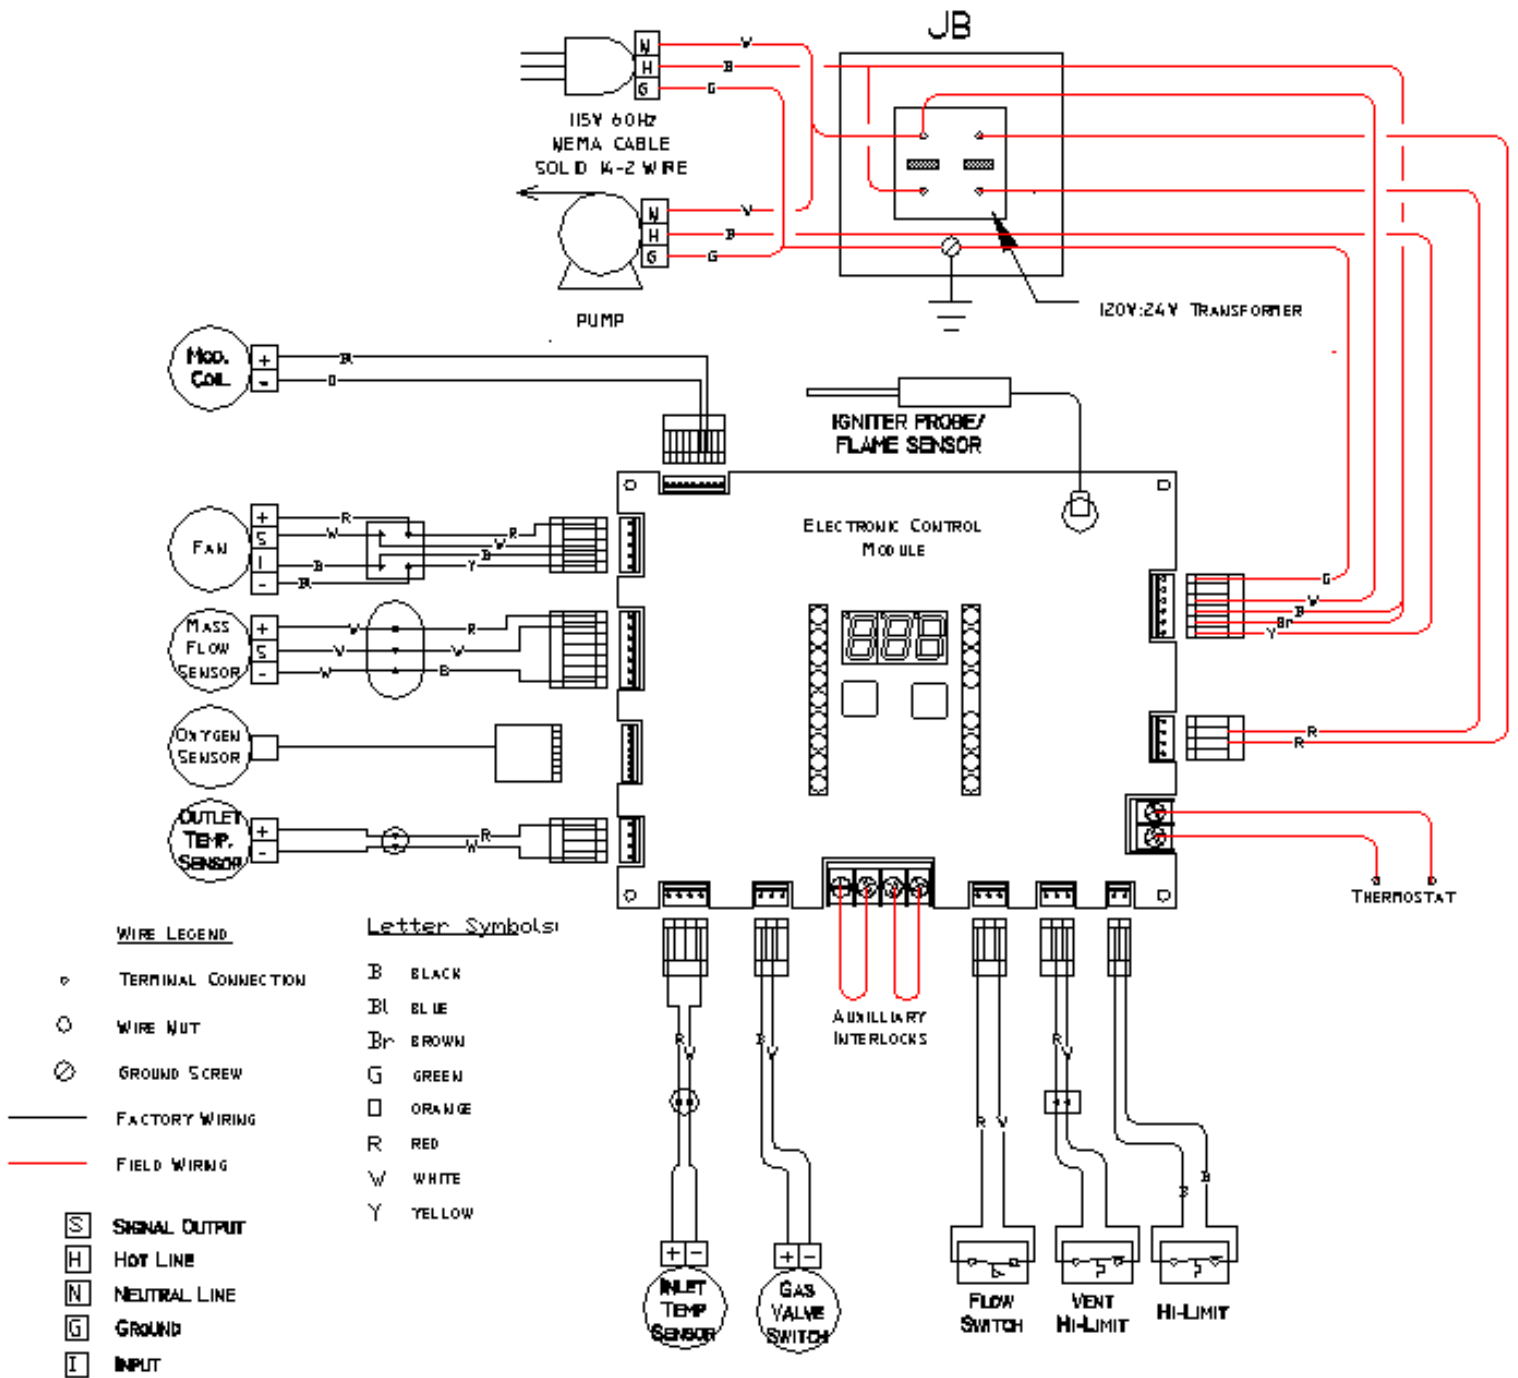 JB
N W
H B
G G
115V 60Hz
NEMA CABLE
SOLID 14-2 WIRE
N W
H B
G G
PUMP
120V:24V TRANSFORMER
MOD. COIL
+ Bl
- O
IGNITER PROBE/
FLAME SENSOR
ELECTRONIC CONTROL
MODULE
FAN
+ R R
S W W
I B B
- Bl Y
MASS
FLOW
SENSOR
+ W R
S W W
- W B
OXYGEN
SENSOR
OUTLET
TEMP.
SENSOR
+ R
- W
G
W
B
Br
Y
R
R
THERMOSTAT
AUXILLIARY
INTERLOCKS
R W
B W
R W
R W
B B
+ -
INLET
TEMP
SENSOR
+ -
GAS
VALVE
SWITCH
FLOW
SWITCH
VENT
HI-LIMIT
HI-LIMIT
WIRE LEGEND
TERMINAL CONNECTION
WIRE NUT
GROUND SCREW
FACTORY WIRING
FIELD WIRING
S SIGNAL OUTPUT
H HOT LINE
N NEUTRAL LINE
G GROUND
I INPUT
Letter Symbols:
B BLACK
Bl BLUE
Br BROWN
G GREEN
O ORANGE
R RED
W WHITE
Y YELLOW